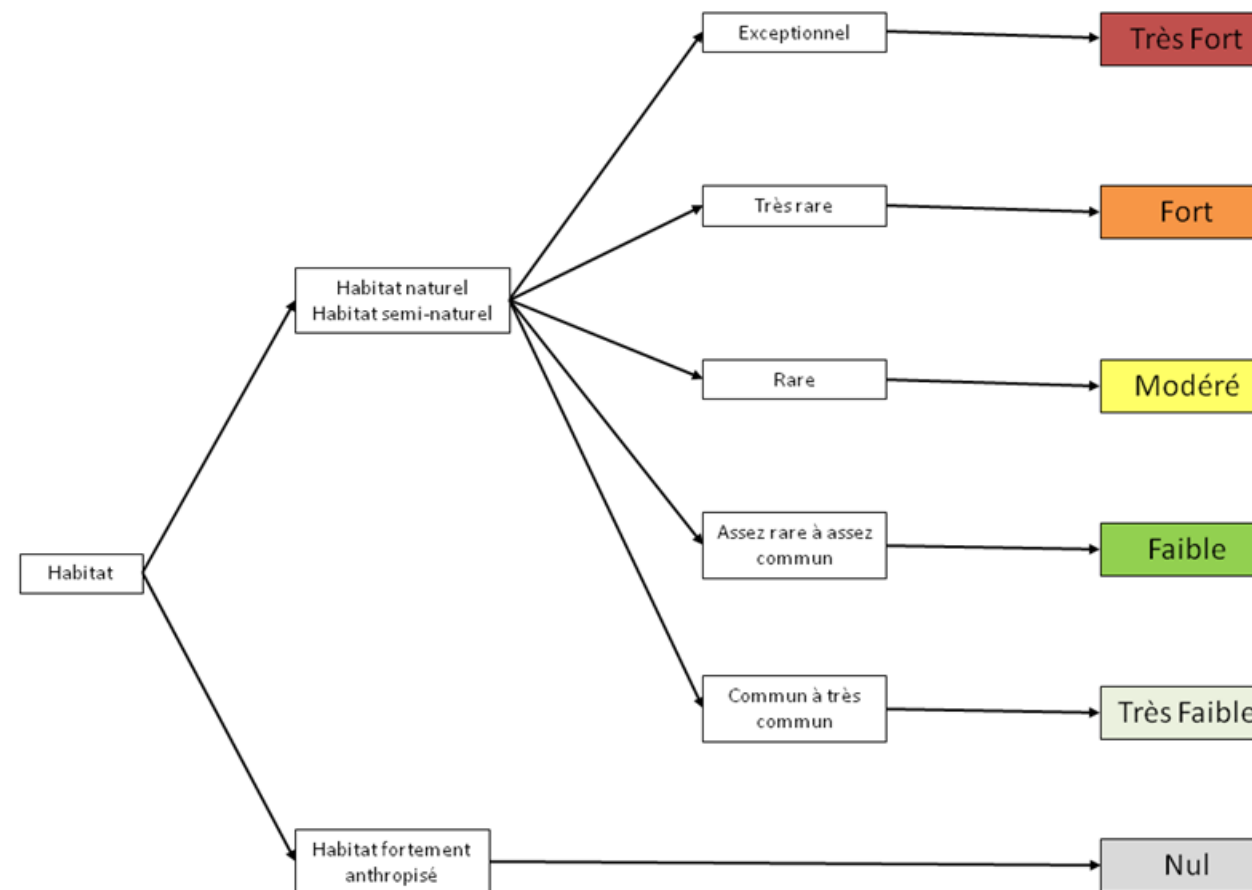 Exceptionnel
Très Fort
Très rare
Fort
Habitat naturel
Habitat semi-naturel
Rare
Modéré
Assez rare à assez
commun
Faible
Habitat
Commun à très
commun
Très Faible
Habitat fortement
anthropisé
Nul